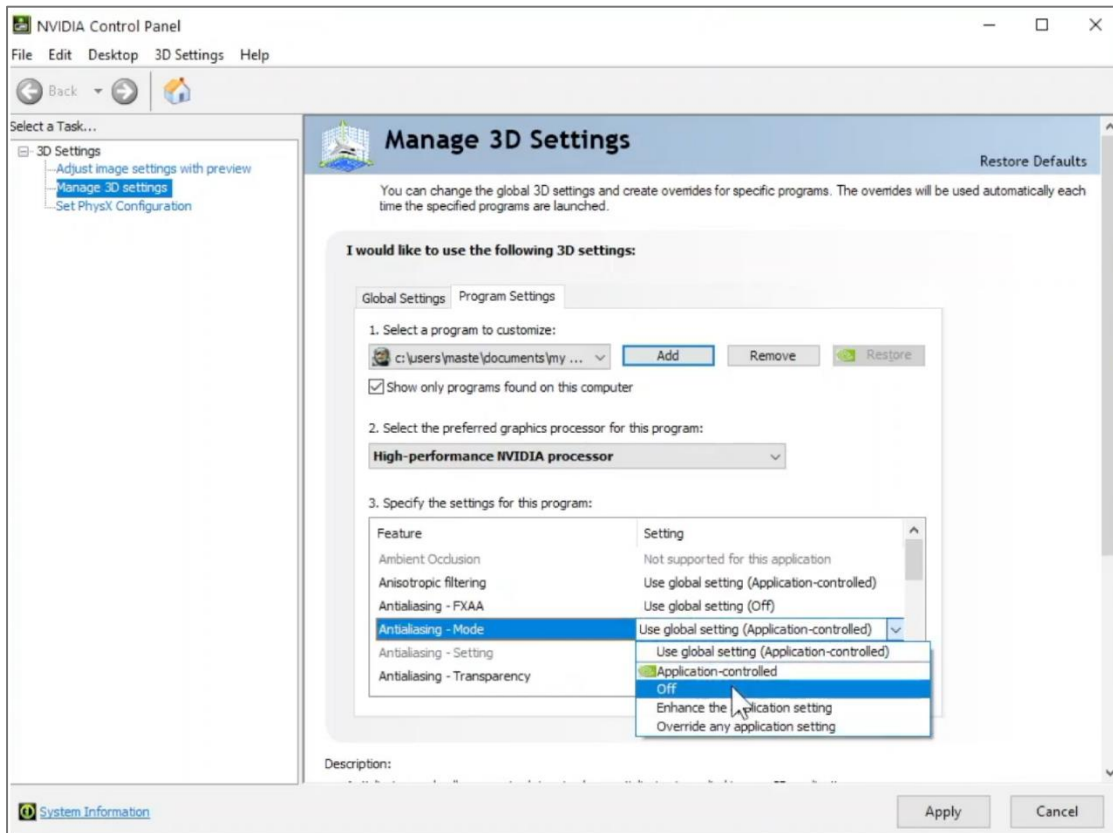 NVIDIA Control Panel
File Edit Desktop 3D Settings Help
Back
Select a Task...
3D Settings
Adjust image settings with preview
Manage 3D settings
Set PhysX Configuration
Manage 3D Settings
Restore Defaults
You can change the global 3D settings and create overrides for specific programs. The overrides will be used automatically each
time the specified programs are launched.
I would like to use the following 3D settings:
Global Settings Program Settings
1. Select a program to customize:
c:\users\maste\documents\my ... Add Remove Restore
Show only programs found on this computer
2. Select the preferred graphics processor for this program:
High-performance NVIDIA processor
3. Specify the settings for this program:
Feature Setting
Ambient Occlusion Not supported for this application
Anisotropic filtering Use global setting (Application-controlled)
Antialiasing - FXAA Use global setting (Off)
Antialiasing - Mode Use global setting (Application-controlled)
Antialiasing - Setting Use global setting (Application-controlled)
Application-controlled
Antialiasing - Transparency Off
Enhance the application setting
Override any application setting
Description:
System Information Apply Cancel